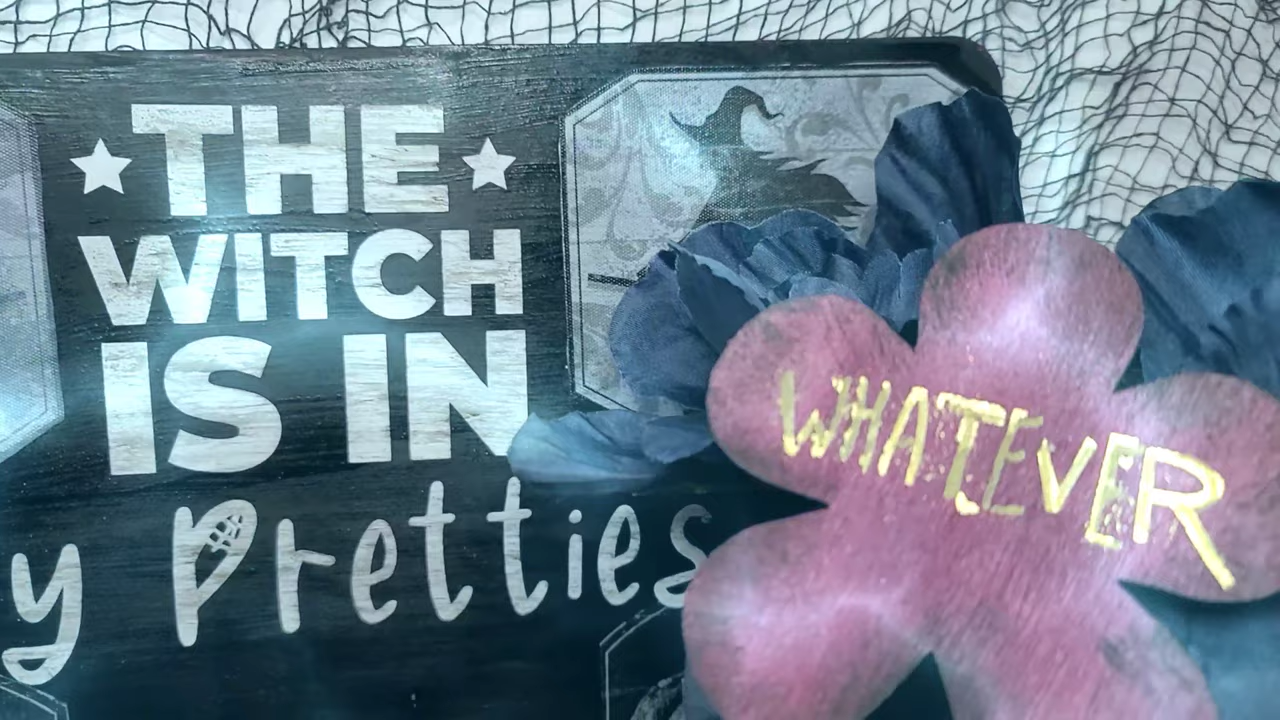 THE
WITCH
IS IN
y Pretties
WHATEVER